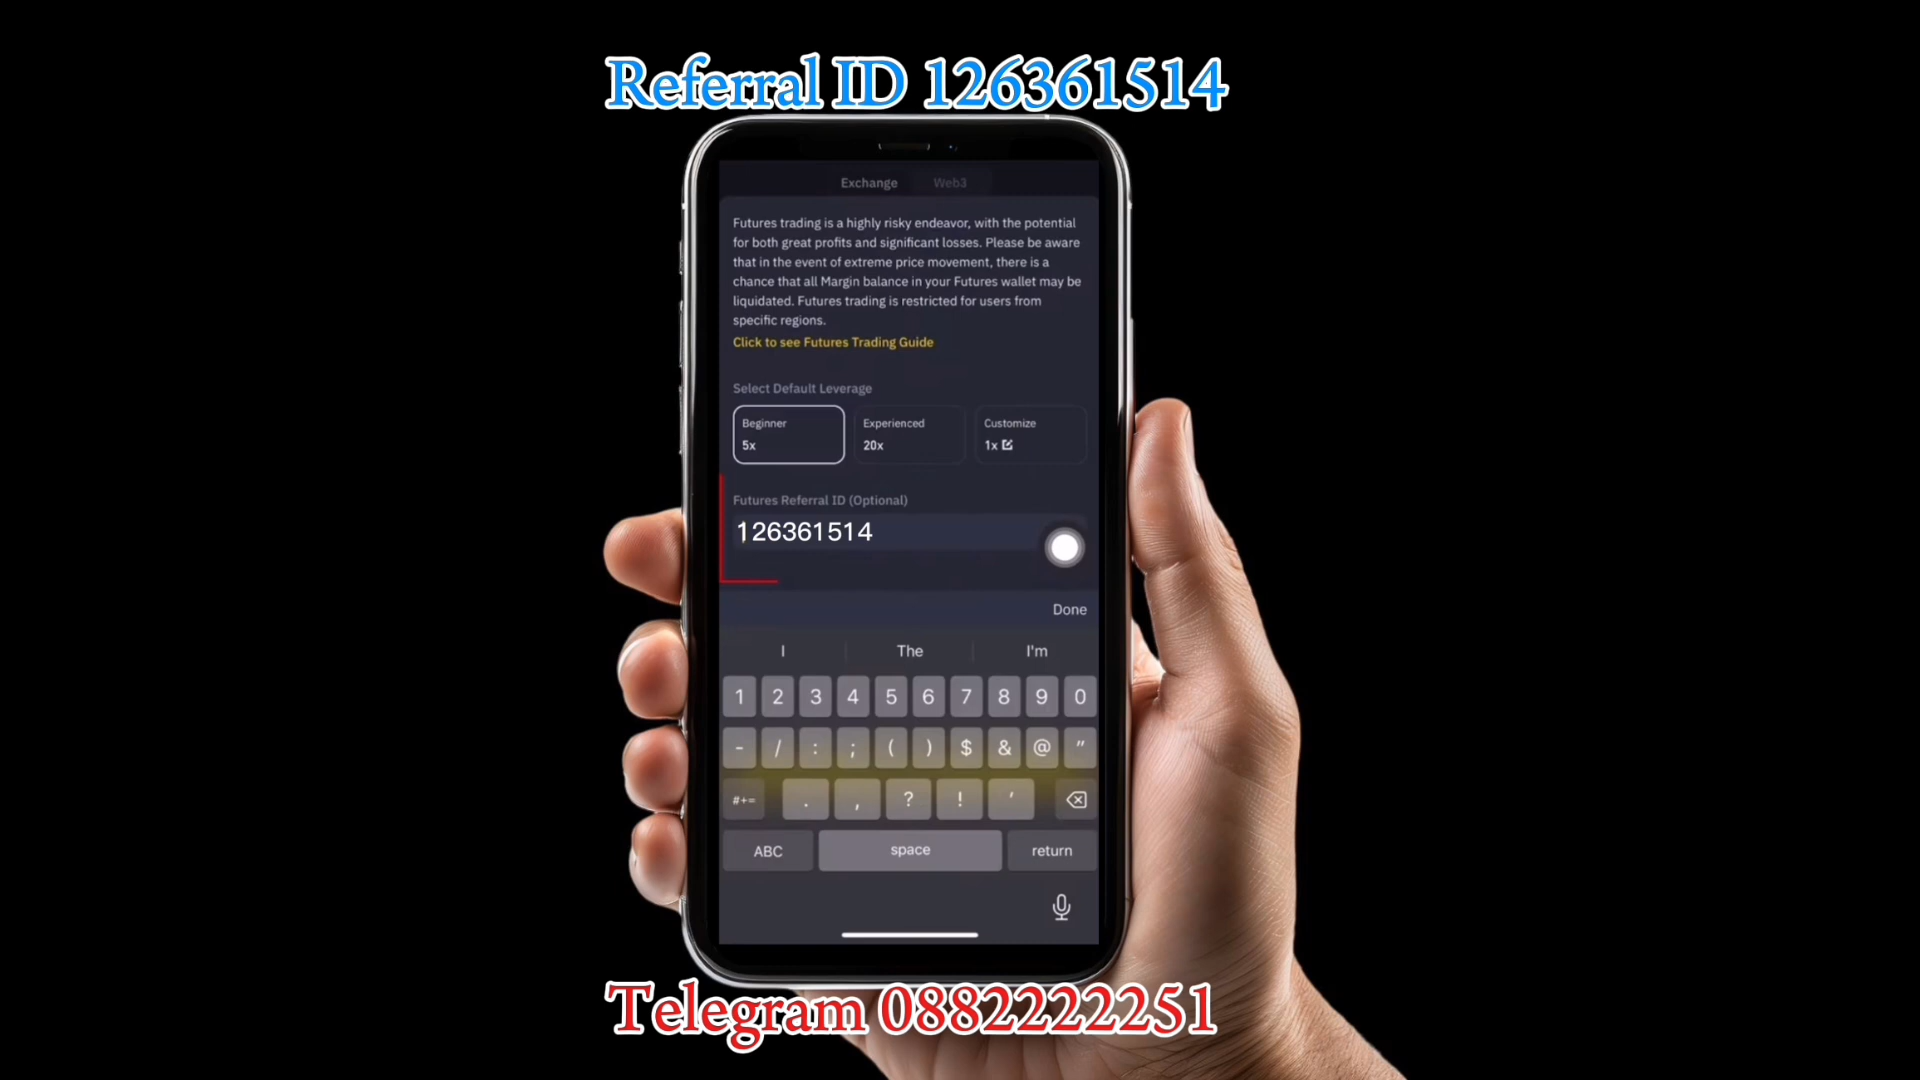 Referral ID 126361514
Exchange Web3
Futures trading is a highly risky endeavor, with the potential
for both great profits and significant losses. Please be aware
that in the event of extreme price movement, there is a
chance that all Margin balance in your Futures wallet may be
liquidated. Futures trading is restricted for users from
specific regions.
Click to see Futures Trading Guide
Select Default Leverage
Beginner Experienced Customize
5x 20x 1x
Futures Referral ID (Optional)
126361514
Done
I The I'm
1 2 3 4 5 6 7 8 9 0
- / : ; ( ) $ & @ "
#+= . , ? ! '
ABC space return
Telegram 0882222251